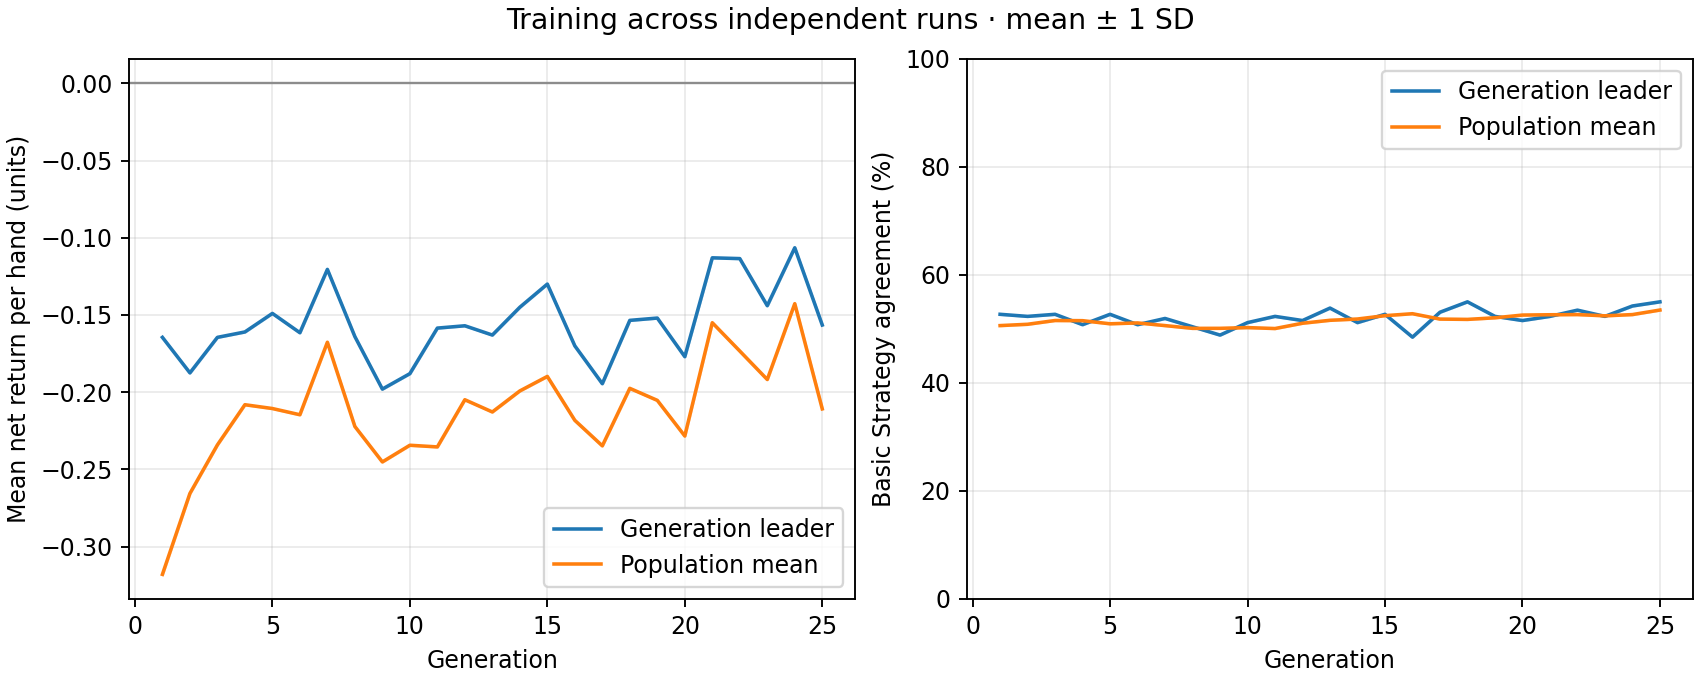 Training across independent runs · mean ± 1 SD
Mean net return per hand (units)
0.00
−0.05
−0.10
−0.15
−0.20
−0.25
−0.30
Generation leader
Population mean
0
5
10
15
20
25
Generation
Basic Strategy agreement (%)
100
80
60
40
20
0
Generation leader
Population mean
0
5
10
15
20
25
Generation